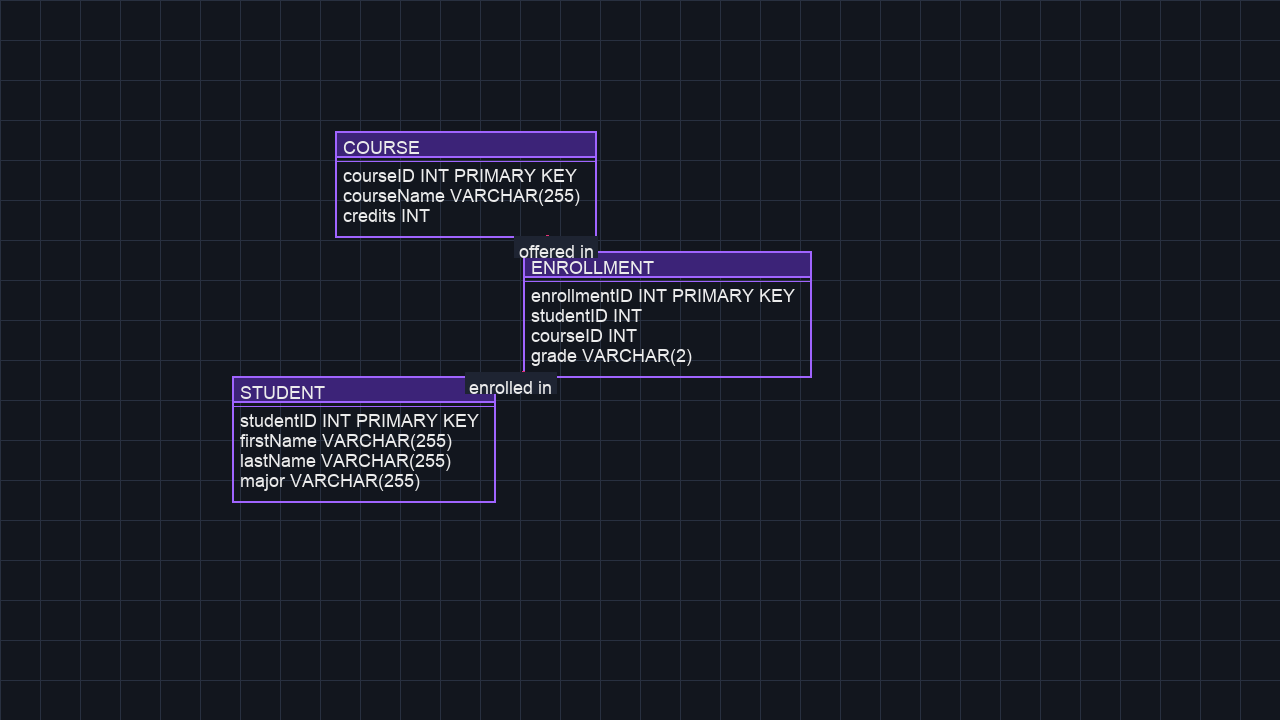 COURSE
courseID INT PRIMARY KEY
courseName VARCHAR(255)
credits INT
offered in
ENROLLMENT
enrollmentID INT PRIMARY KEY
studentID INT
courseID INT
grade VARCHAR(2)
enrolled in
STUDENT
studentID INT PRIMARY KEY
firstName VARCHAR(255)
lastName VARCHAR(255)
major VARCHAR(255)